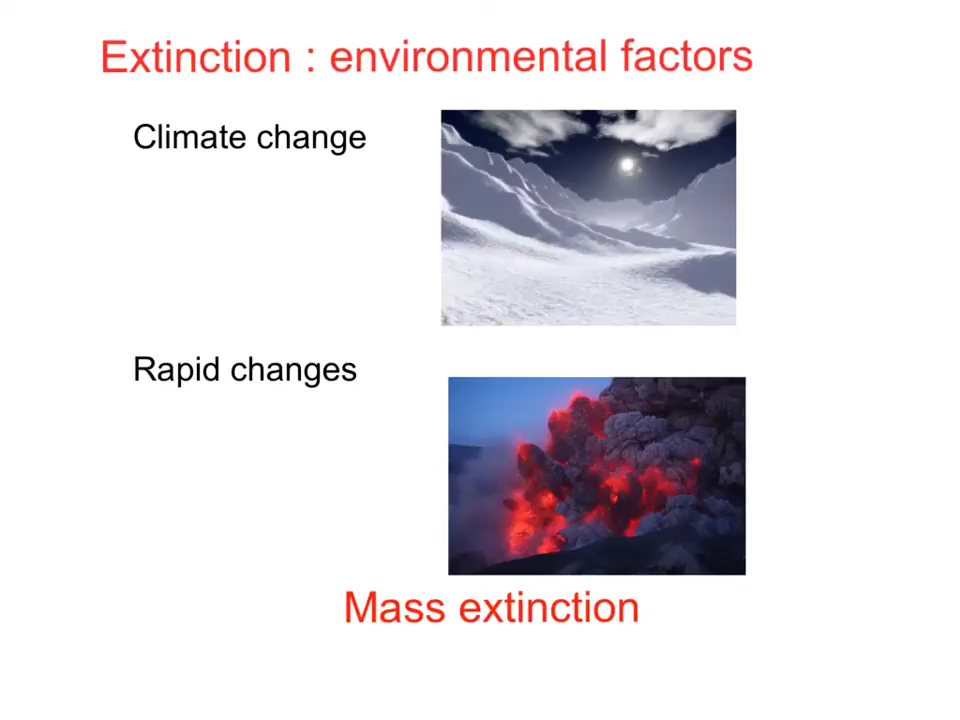 Extinction : environmental factors
Climate change
Rapid changes
Mass extinction